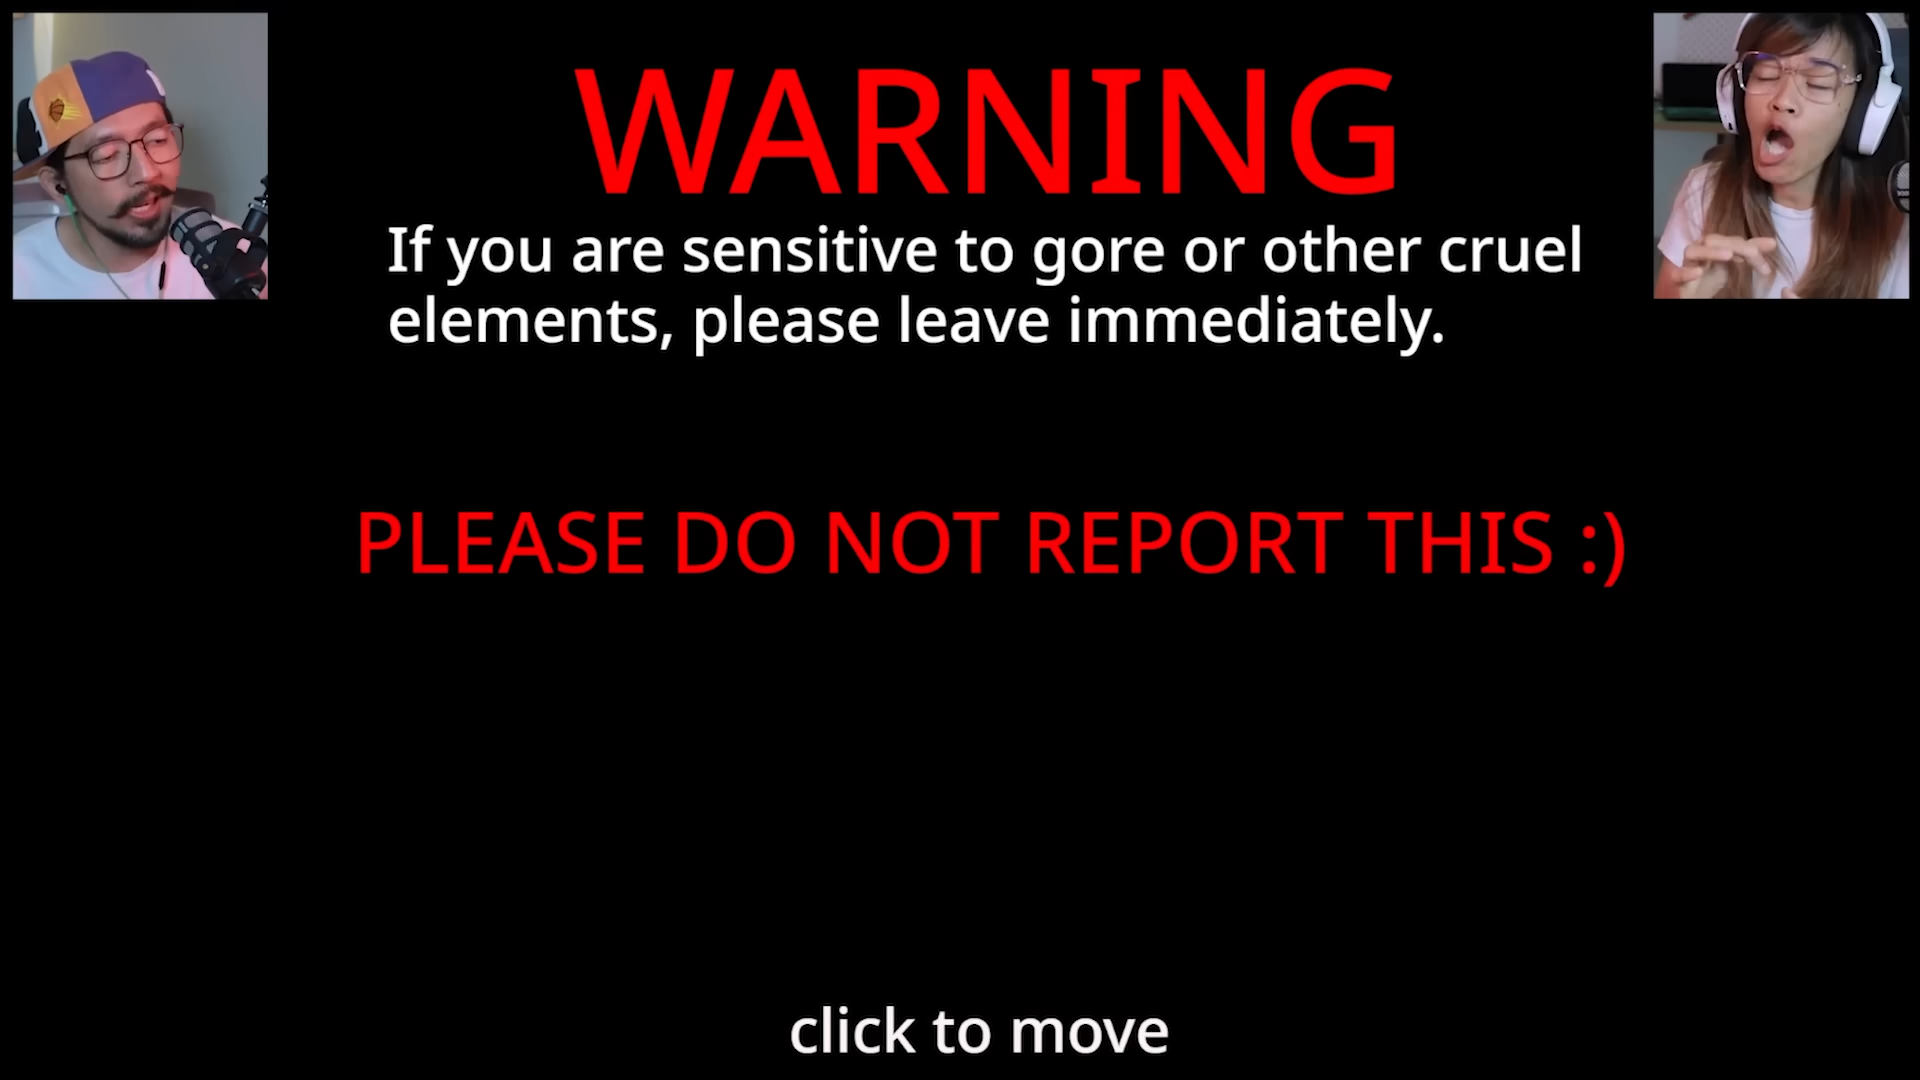 WARNING
If you are sensitive to gore or other cruel
elements, please leave immediately.
PLEASE DO NOT REPORT THIS :)
click to move